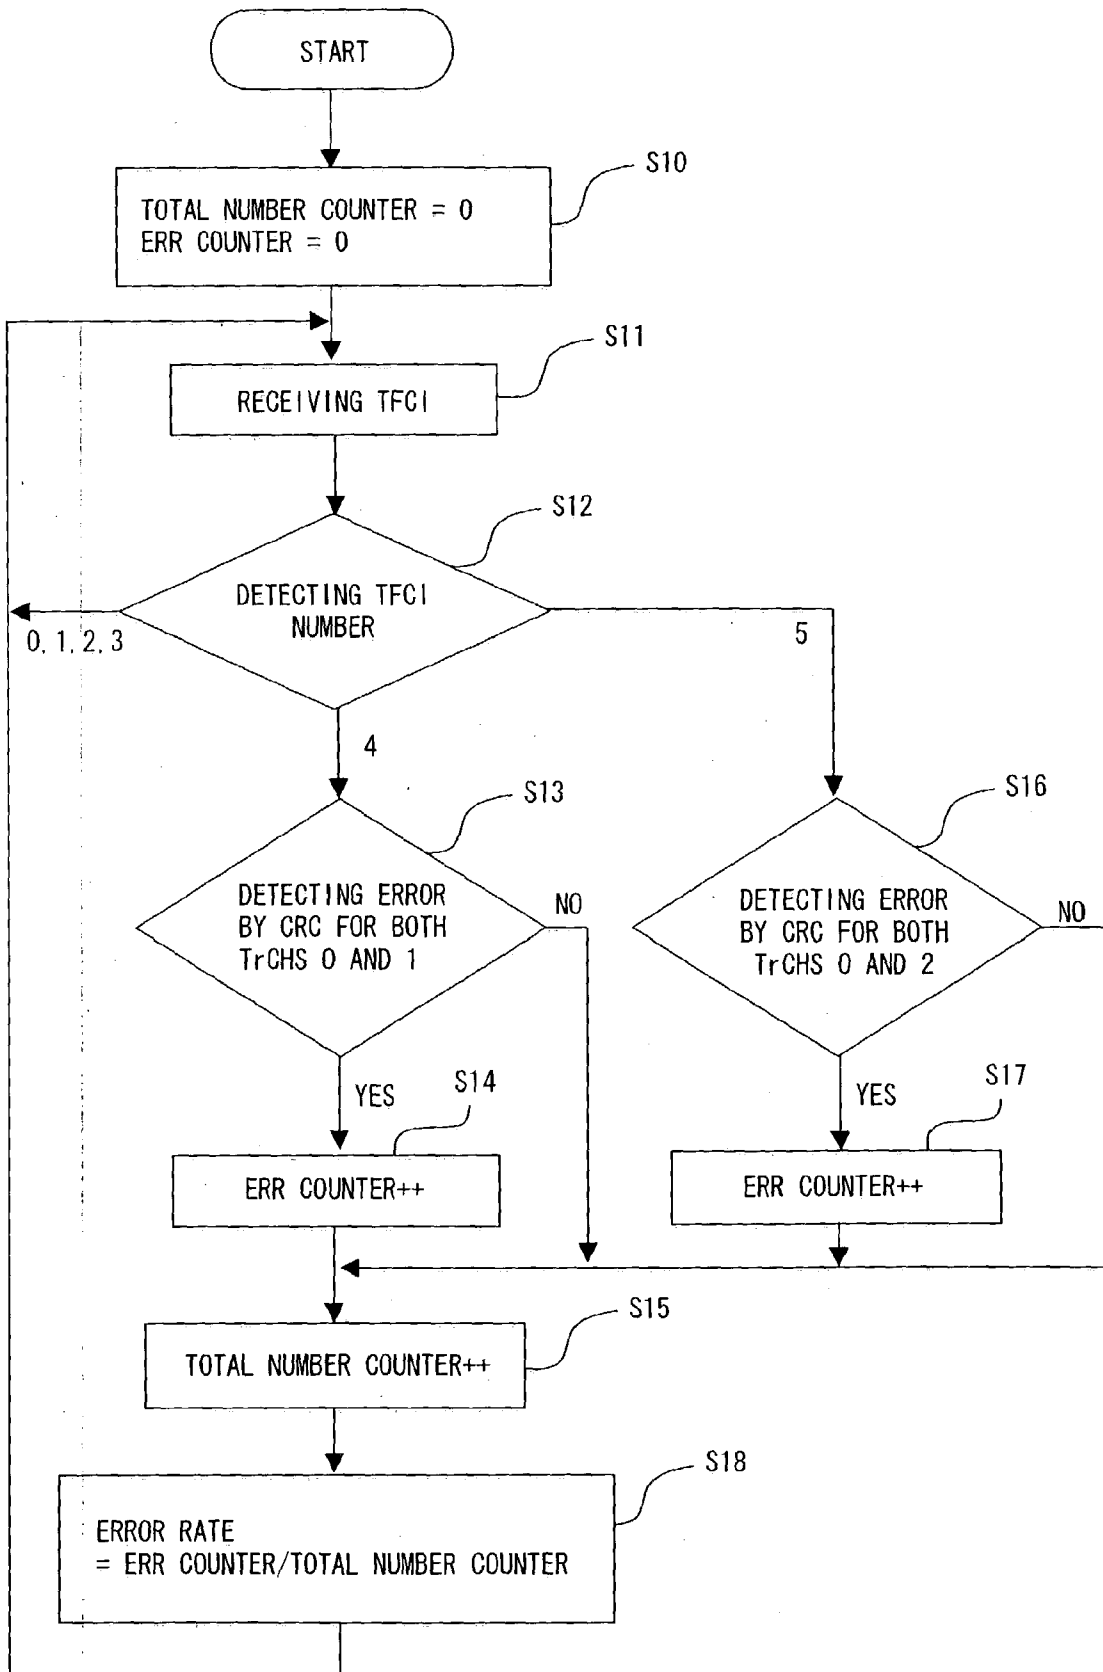 START
S10
TOTAL NUMBER COUNTER = 0
ERR COUNTER = 0
S11
RECEIVING TFCI
S12
DETECTING TFCI
NUMBER
0, 1, 2, 3
5
4
S13
S16
DETECTING ERROR
BY CRC FOR BOTH
TrCHS 0 AND 1
NO
DETECTING ERROR
BY CRC FOR BOTH
TrCHS 0 AND 2
NO
YES
S14
YES
S17
ERR COUNTER++
ERR COUNTER++
S15
TOTAL NUMBER COUNTER++
S18
ERROR RATE
= ERR COUNTER/TOTAL NUMBER COUNTER